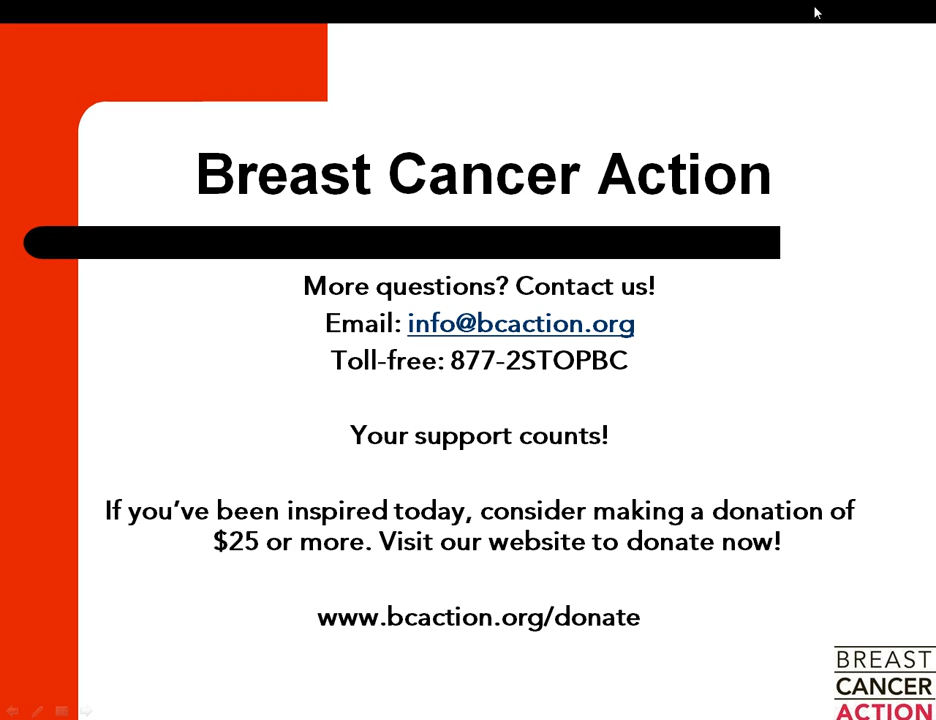 Breast Cancer Action
More questions? Contact us!
Email: info@bcaction.org
Toll-free: 877-2STOPBC
Your support counts!
If you’ve been inspired today, consider making a donation of
$25 or more. Visit our website to donate now!
www.bcaction.org/donate
BREAST
CANCER
ACTION